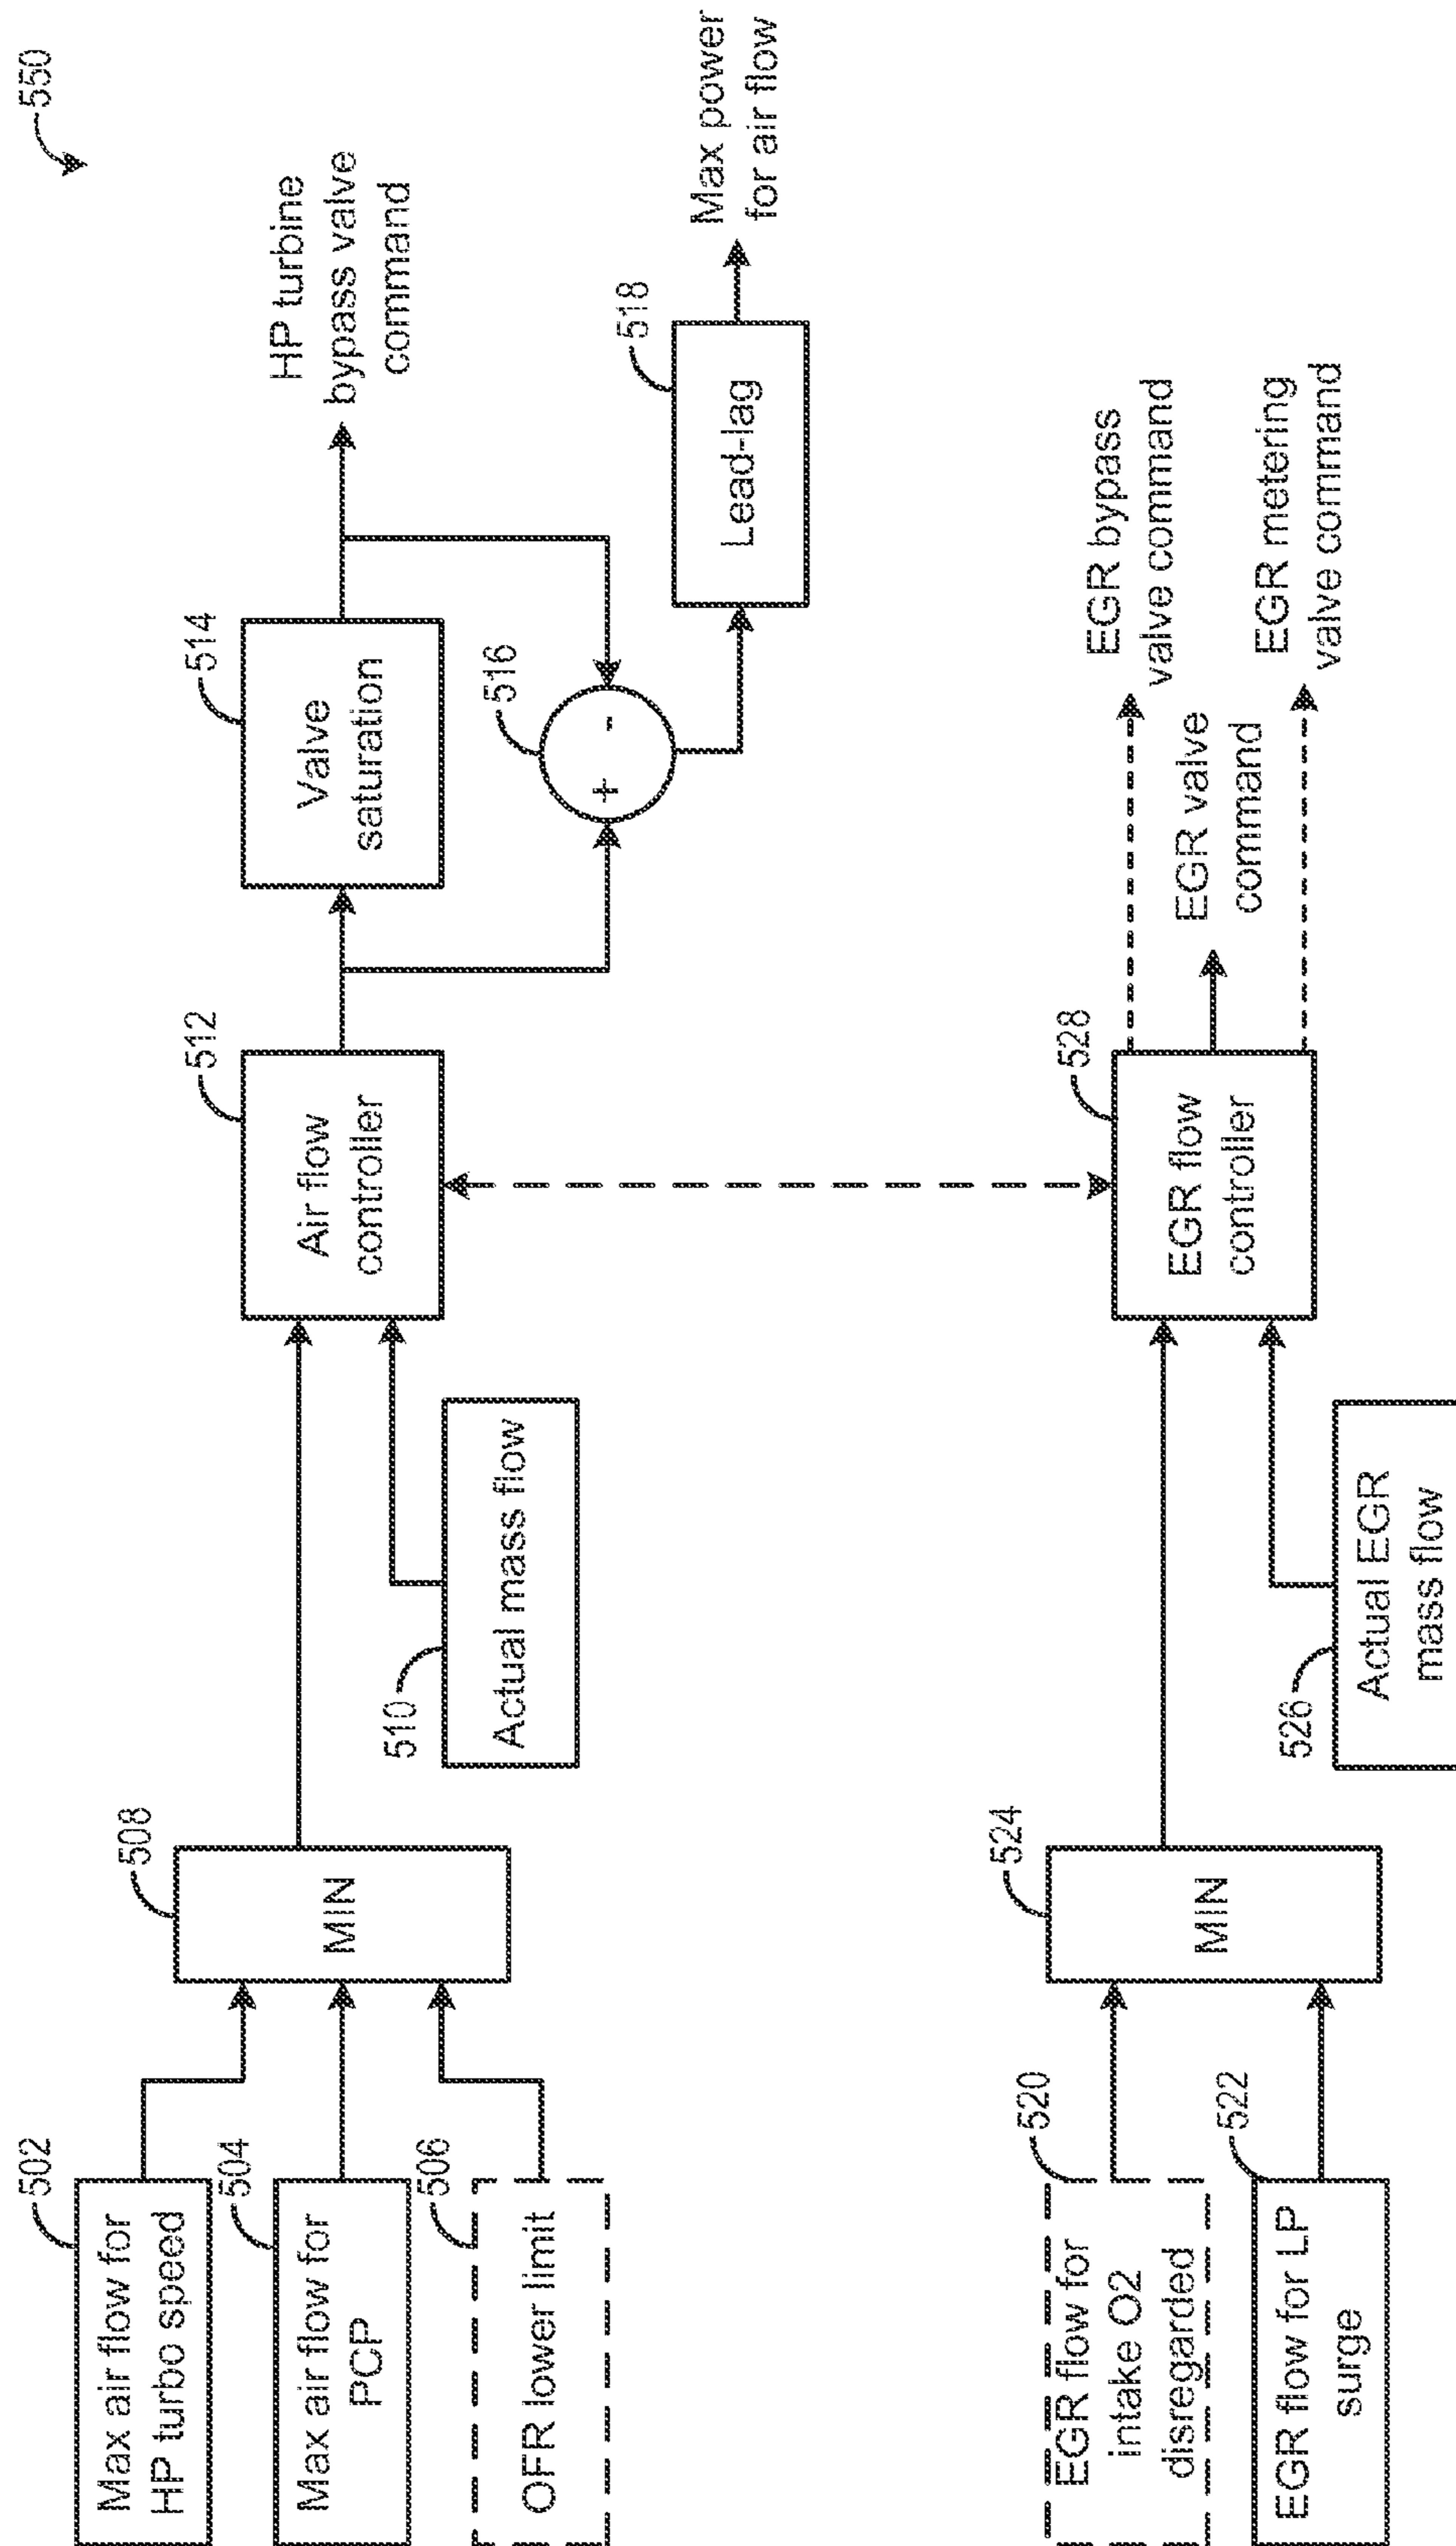 550
502
Max air flow for
HP turbo speed
504
Max air flow for
PCP
506
OFR lower limit
508
MIN
510
Actual mass flow
512
Air flow
controller
514
Valve
saturation
HP turbine
bypass valve
command
516
+
-
518
Lead-lag
Max power
for air flow
520
EGR flow for
intake O2
disregarded
522
EGR flow for LP
surge
524
MIN
526
Actual EGR
mass flow
528
EGR flow
controller
EGR bypass
valve command
EGR valve
command
EGR metering
valve command